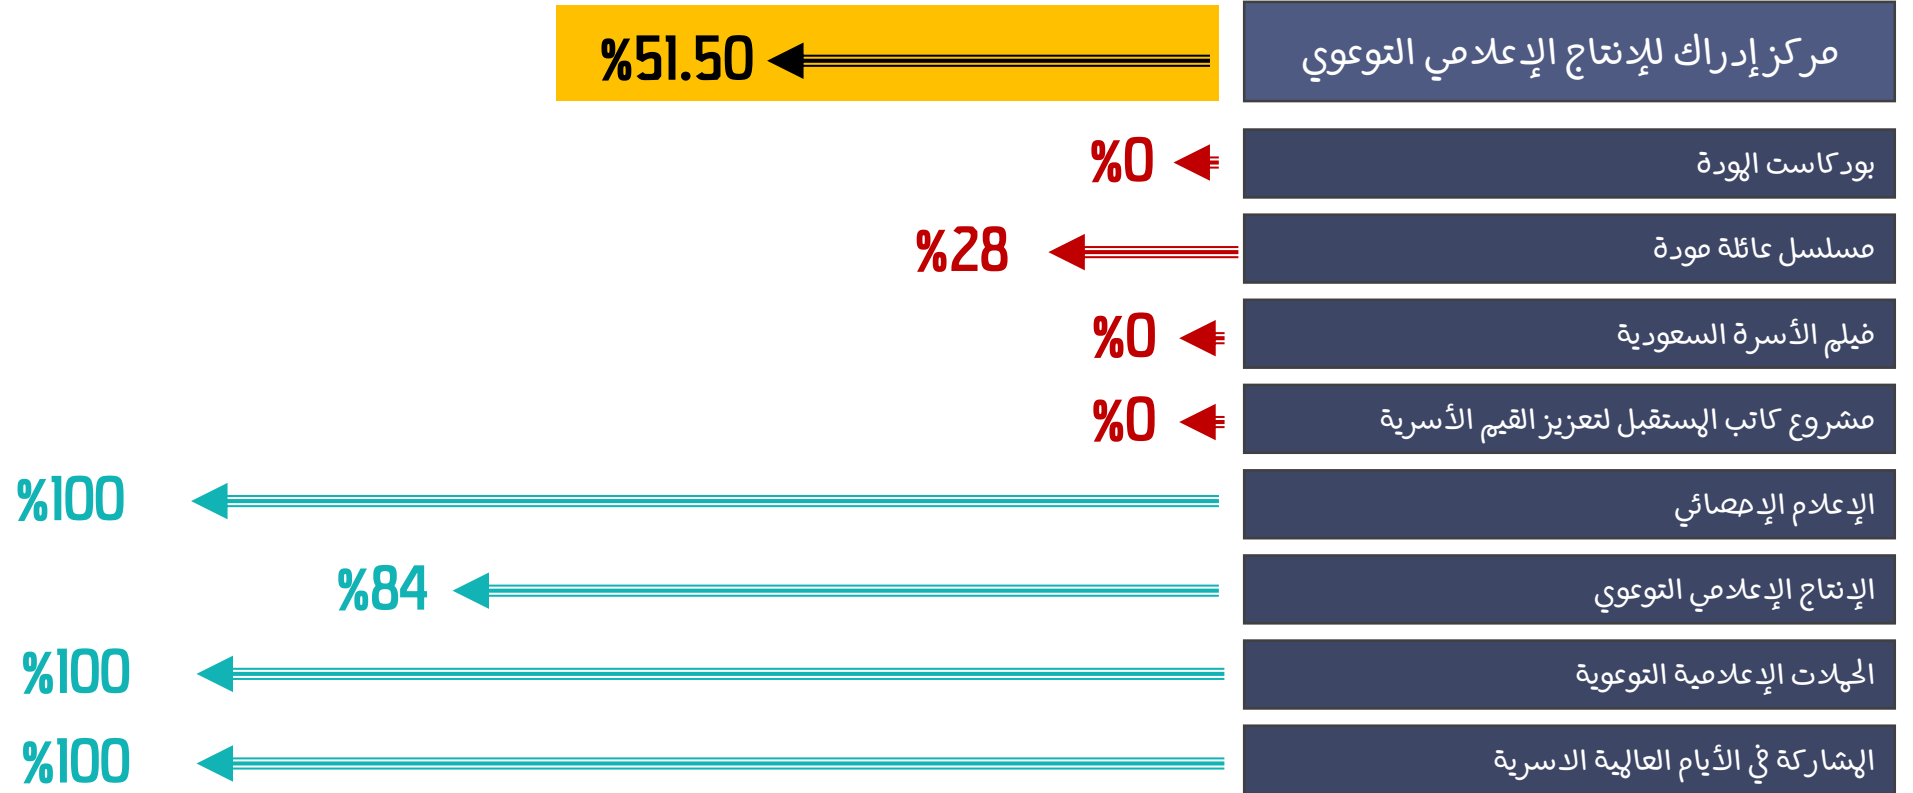 مركز إدراك للإنتاج الإعلامي التوعوي %51.50
بودكاست المودة %0
مسلسل عائلة مودة %28
فيلم الأسرة السعودية %0
مشروع كاتب المستقبل لتعزيز القيم الأسرية %0
الإعلام الإحصائي %100
الإنتاج الإعلامي التوعوي %84
الحملات الإعلامية التوعوية %100
المشاركة في الأيام العالمية الاسرية %100